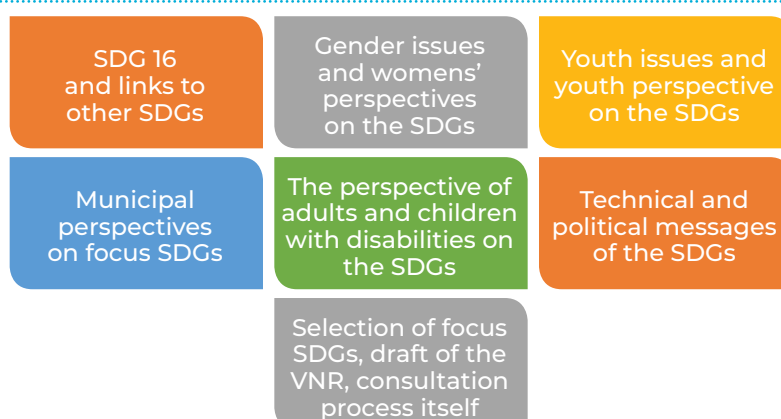 SDG 16
and links to
other SDGs
Gender issues
and womens’
perspectives
on the SDGs
Youth issues and
youth perspective
on the SDGs
Municipal
perspectives
on focus SDGs
The perspective of
adults and children
with disabilities on
the SDGs
Technical and
political messages
of the SDGs
Selection of focus
SDGs, draft of the
VNR, consultation
process itself